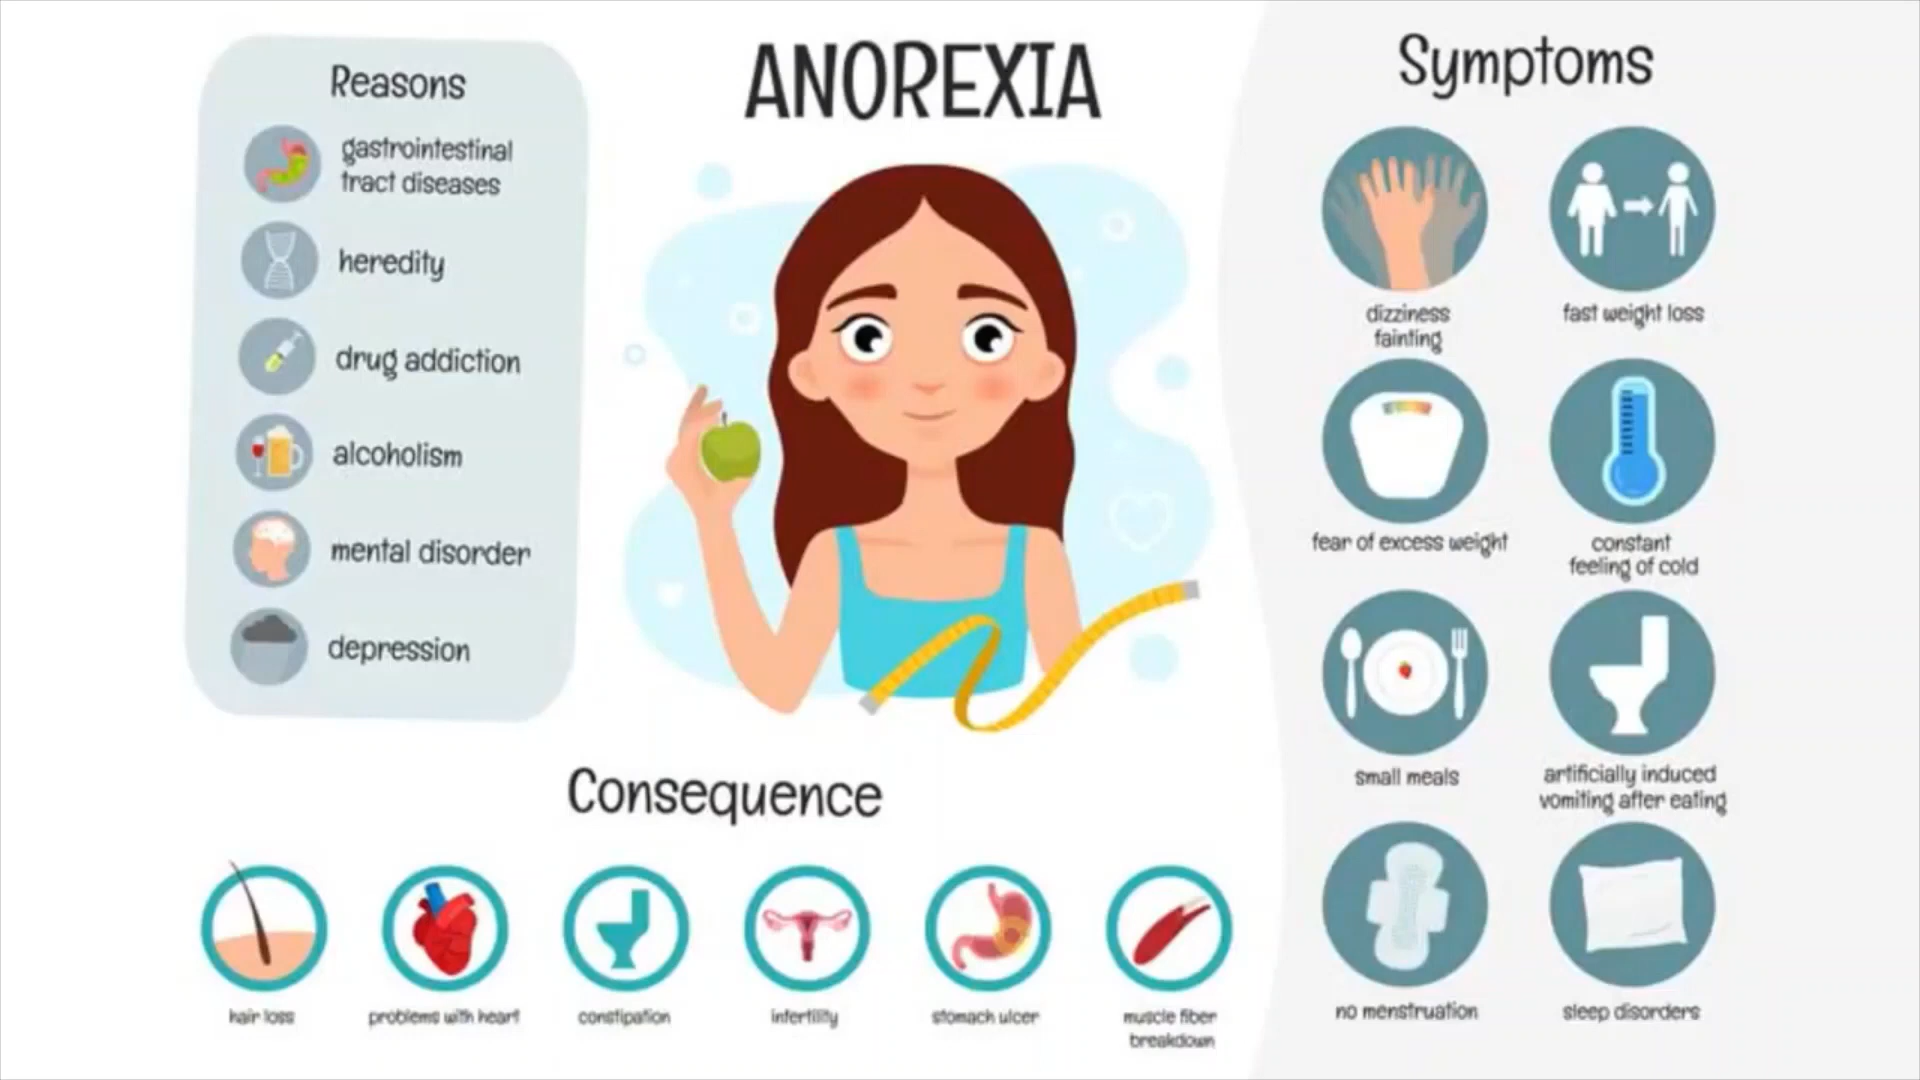 ANOREXIA
Reasons
gastrointestinal
tract diseases
heredity
drug addiction
alcoholism
mental disorder
depression
Symptoms
dizziness
fainting
fast weight loss
fear of excess weight
constant
feeling of cold
small meals
artificially induced
vomiting after eating
no menstruation
sleep disorders
Consequence
hair loss
problems with heart
constipation
infertility
stomach ulcer
muscle fiber
breakdown